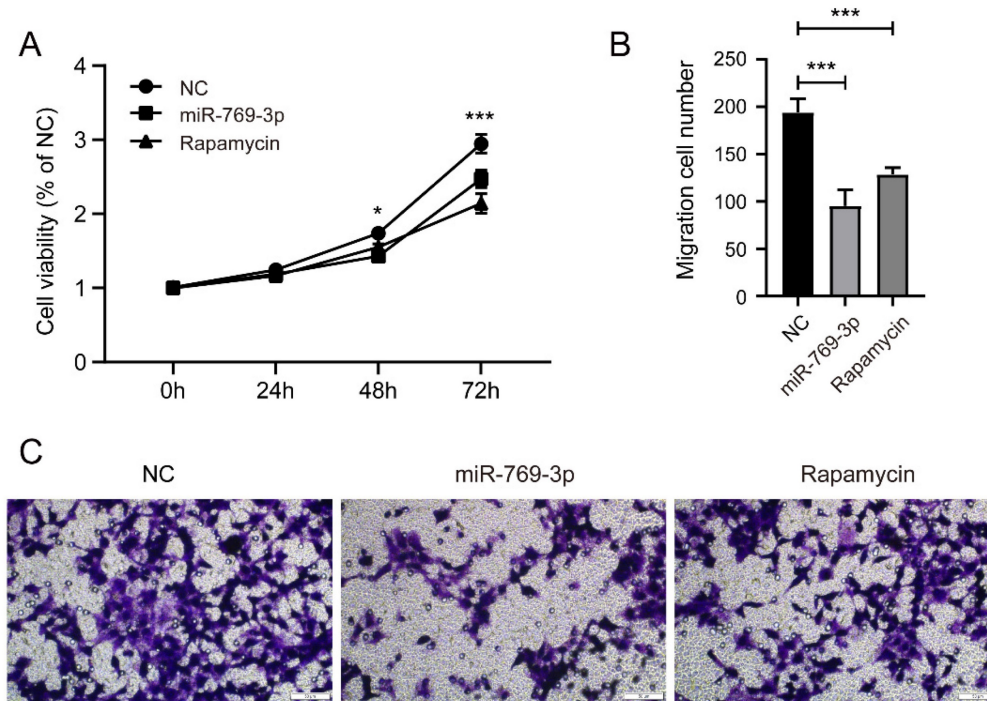 A
NC
miR-769-3p
Rapamycin
Cell viability (% of NC)
4
3
2
1
0
*
***
0h
24h
48h
72h
B
***
***
Migration cell number
250
200
150
100
50
0
NC
miR-769-3p
Rapamycin
C
NC
miR-769-3p
Rapamycin